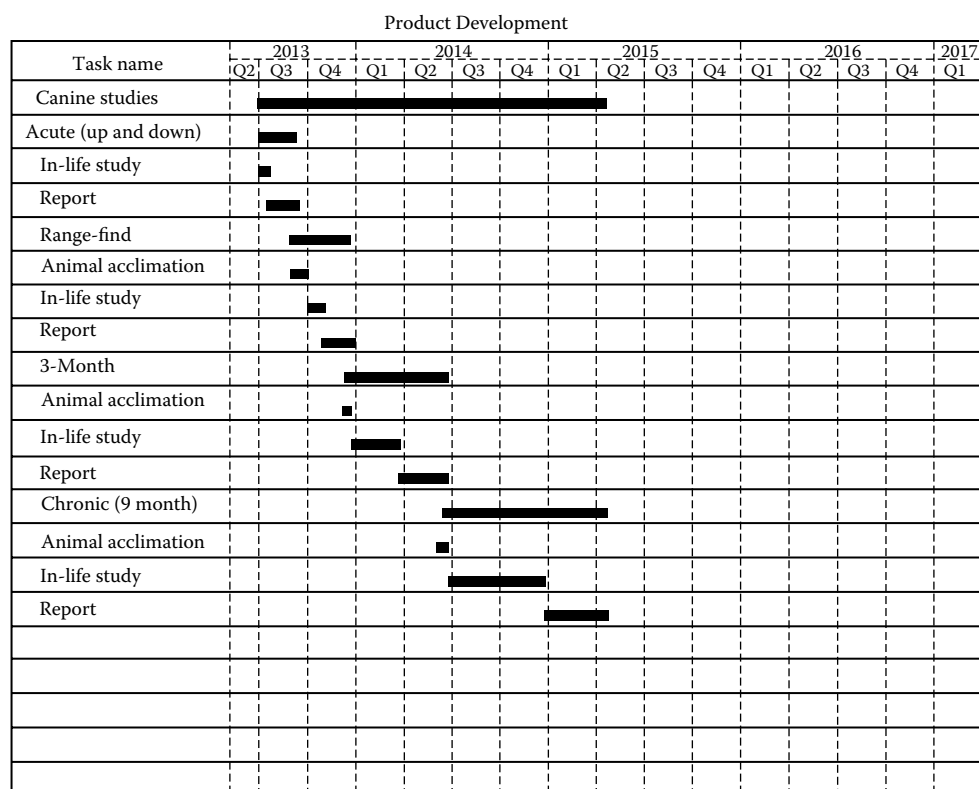 Product Development
Task name
2013 2014 2015 2016 2017
Q2 Q3 Q4 Q1 Q2 Q3 Q4 Q1 Q2 Q3 Q4 Q1 Q2 Q3 Q4 Q1
Canine studies
Acute (up and down)
In-life study
Report
Range-find
Animal acclimation
In-life study
Report
3-Month
Animal acclimation
In-life study
Report
Chronic (9 month)
Animal acclimation
In-life study
Report